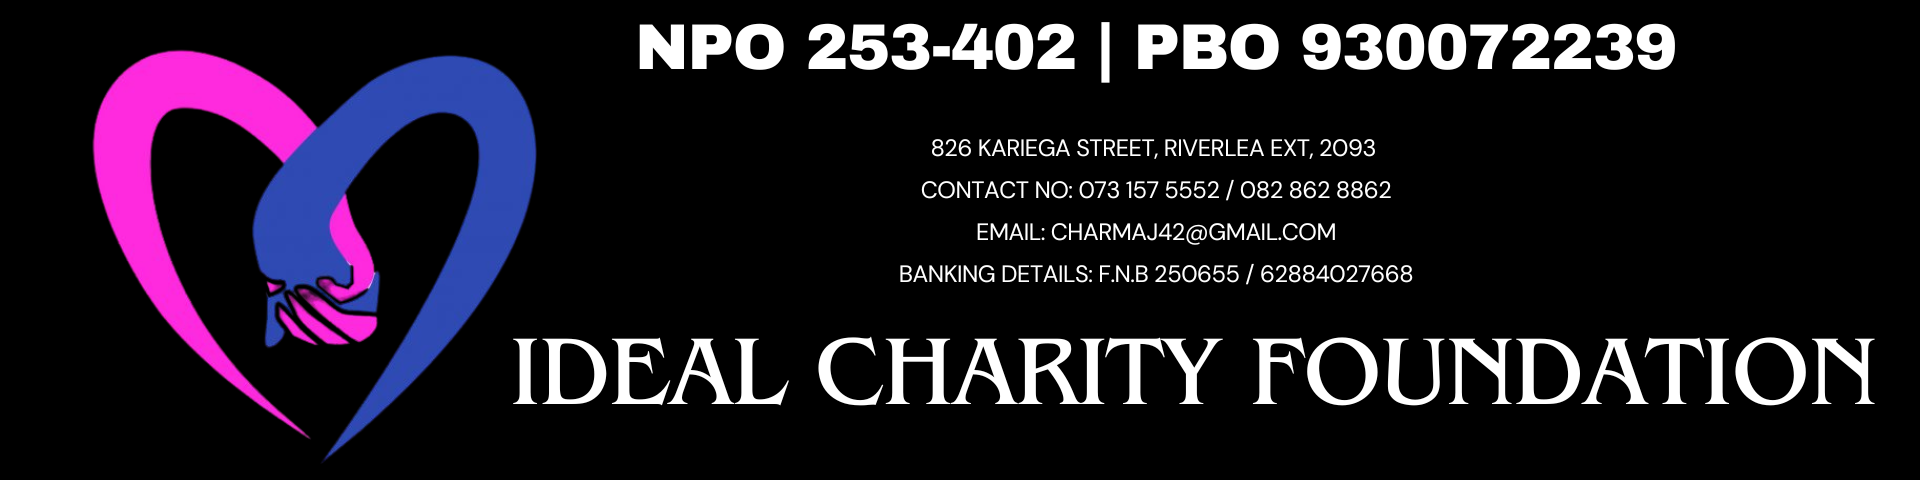 NPO 253-402 | PBO 930072239
826 KARIEGA STREET, RIVERLEA EXT, 2093
CONTACT NO: 073 157 5552 / 082 862 8862
EMAIL: CHARMAJ42@GMAIL.COM
BANKING DETAILS: F.N.B 250655 / 62884027668
IDEAL CHARITY FOUNDATION